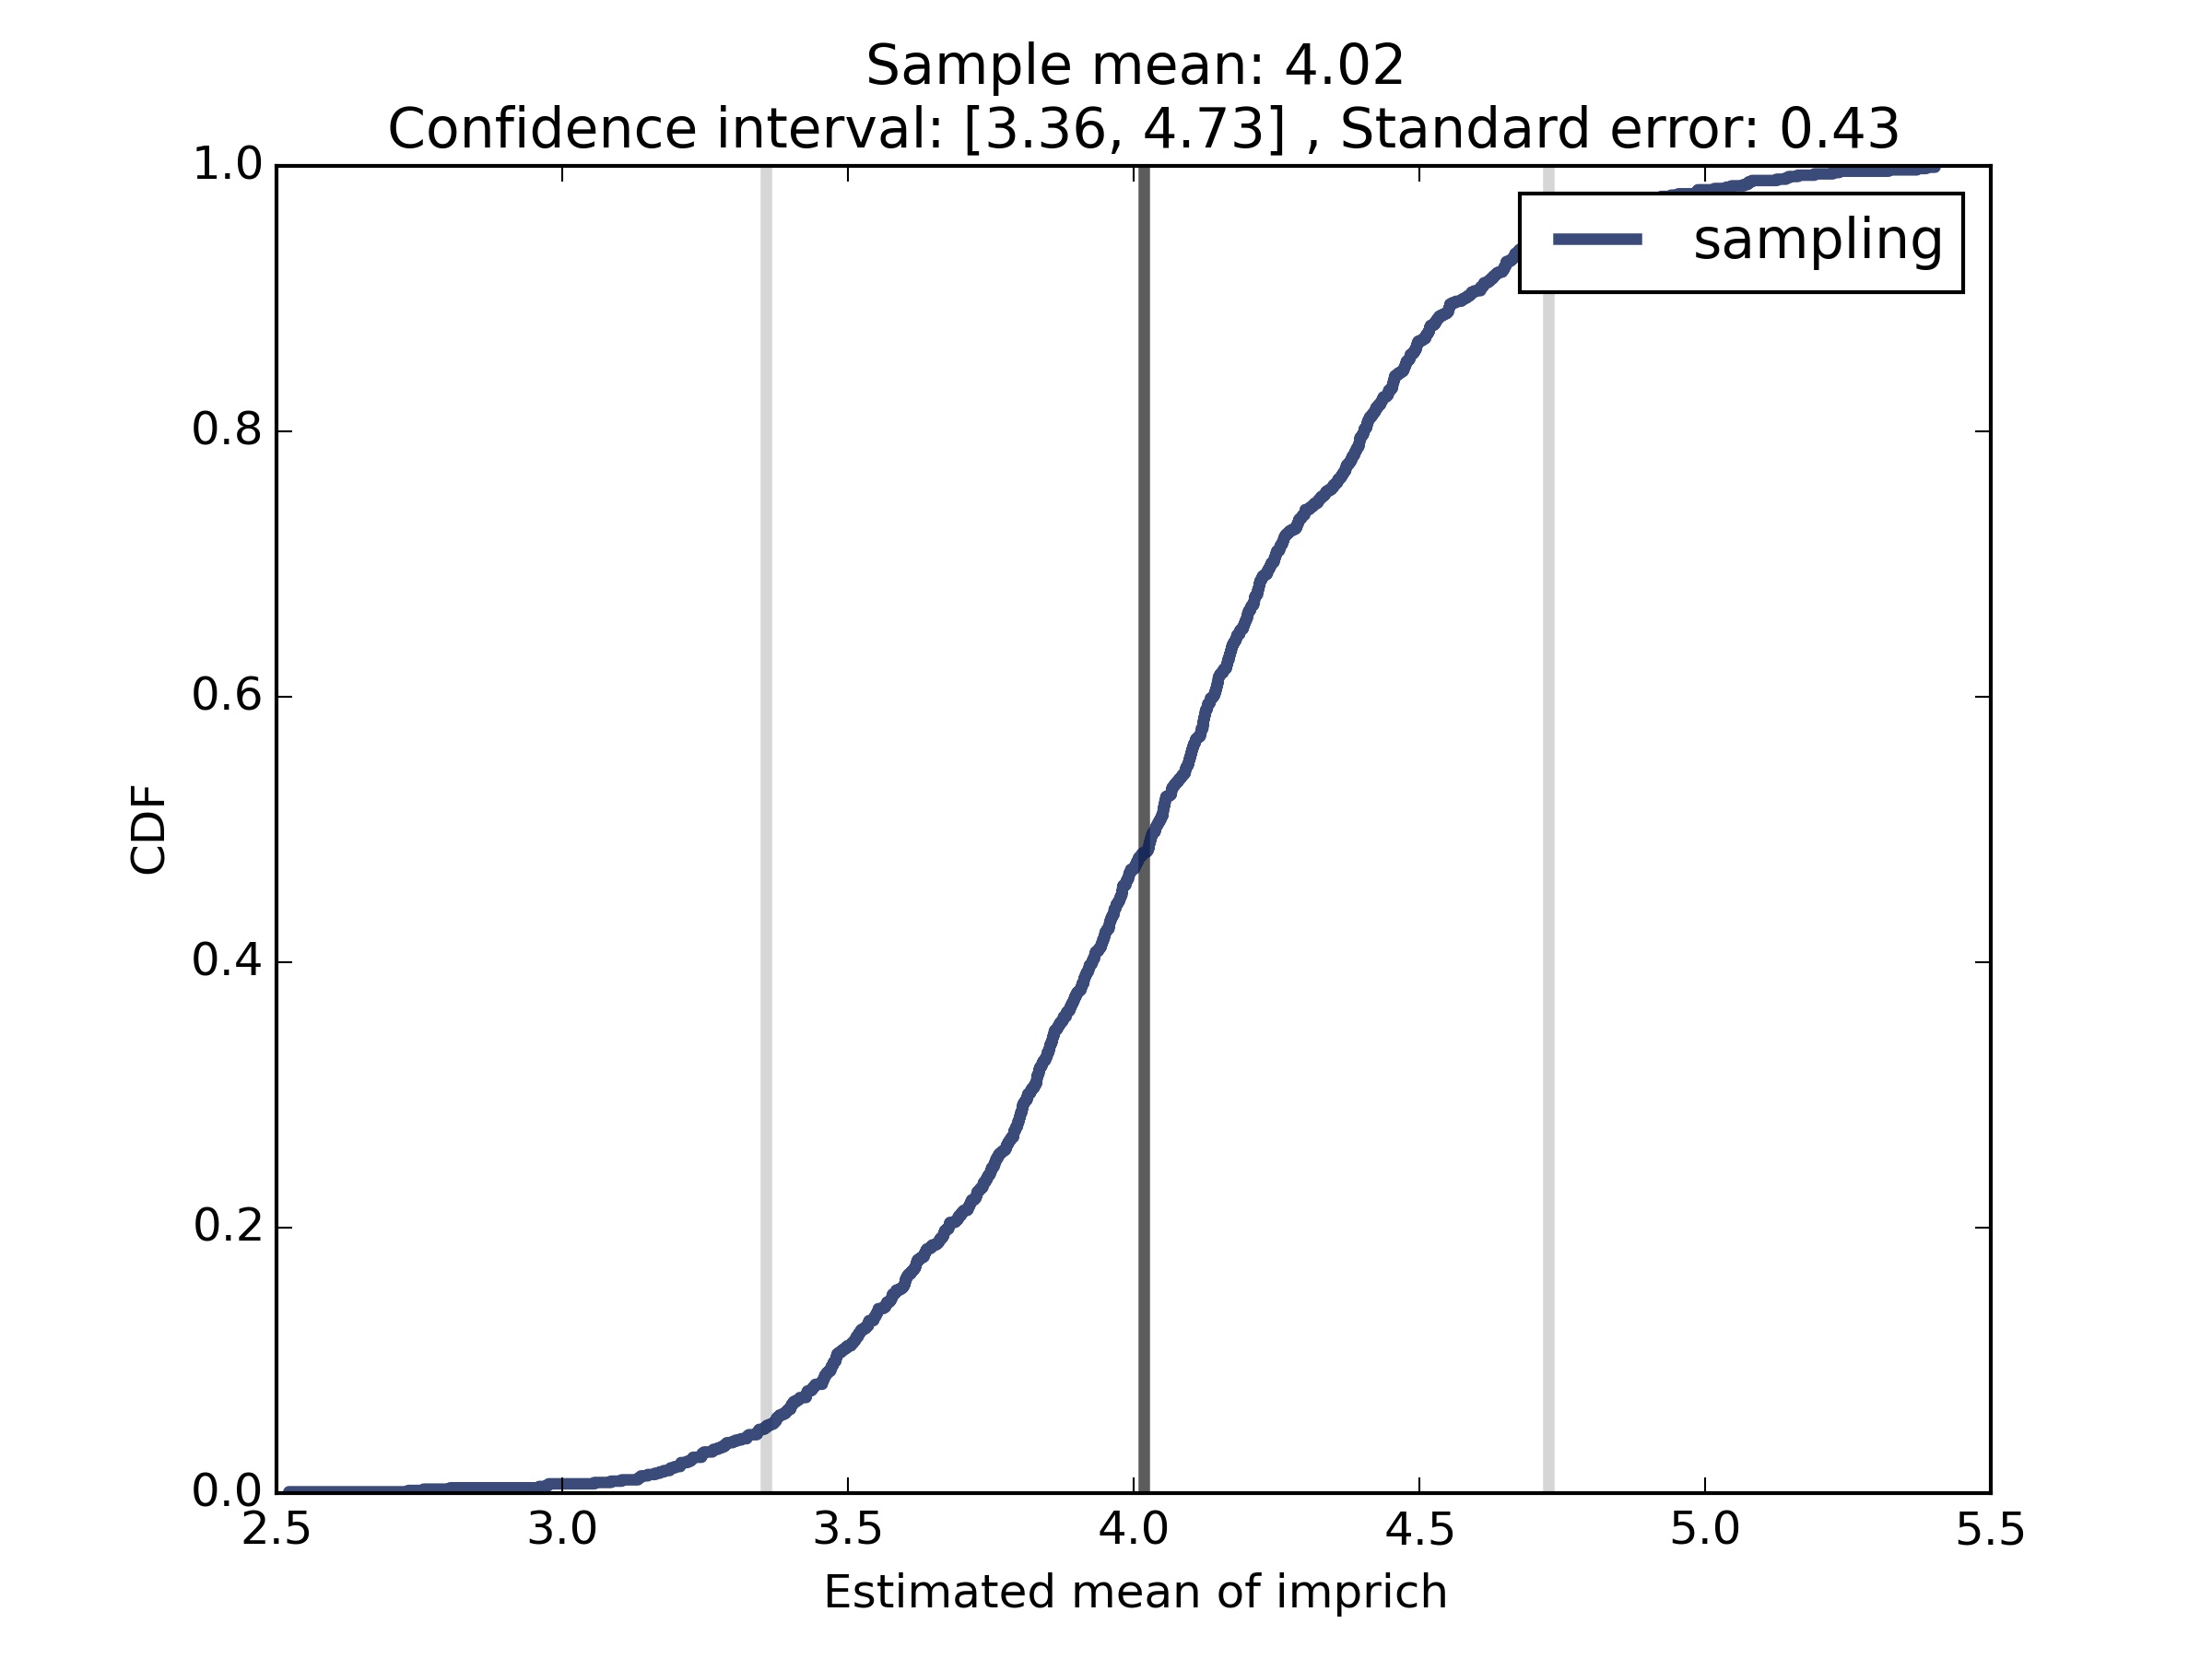 Sample mean: 4.02
Confidence interval: [3.36, 4.73] , Standard error: 0.43
1.0
sampling
0.8
0.6
CDF
0.4
0.2
0.0
2.5 3.0 3.5 4.0 4.5 5.0 5.5
Estimated mean of imprich